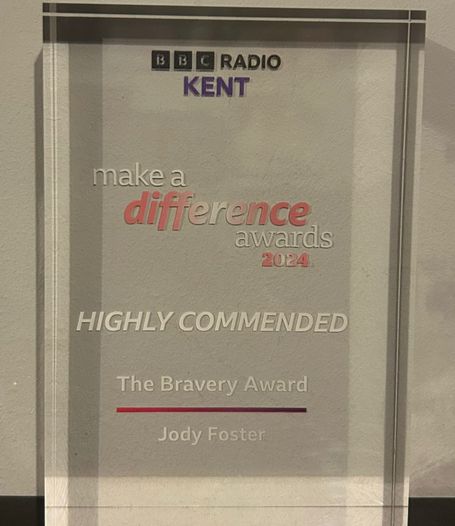 BBC RADIO
KENT
make a
difference
awards
2024
HIGHLY COMMENDED
The Bravery Award
Jody Foster